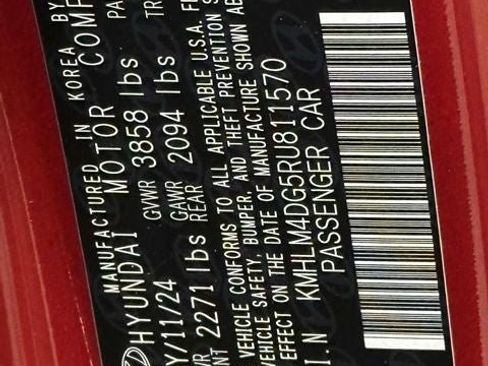 MANUFACTURED IN KOREA BY
HYUNDAI MOTOR COMP
Y/11/24 GVWR 3858 lbs PA
GAWR TR
2271 lbs REAR 2094 lbs
VEHICLE CONFORMS TO ALL APPLICABLE U.S.A. F
VEHICLE SAFETY, BUMPER, AND THEFT PREVENTION S
EFFECT ON THE DATE OF MANUFACTURE SHOWN AB
I.N KMHLM4DG5RU811570
PASSENGER CAR